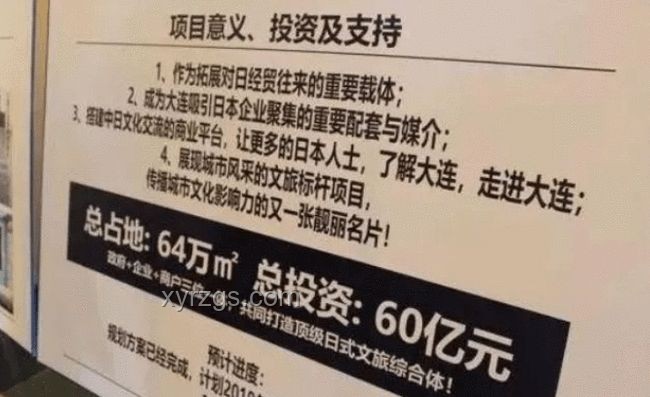 项目意义、投资及支持
1、作为拓展对日经贸往来的重要载体；
2、成为大连吸引日本企业聚集的重要配套与媒介；
3、搭建中日文化交流的商业平台，让更多的日本人士，了解大连，走进大连；
4、展现城市风采的文旅标杆项目，
传播城市文化影响力的又一张靓丽名片！
总占地: 64万㎡ 总投资: 60亿元
政府+企业+商户三位 共同打造顶级日式文旅综合体！
xyrzgs.com
预计进度：
规划方案已经完成，计划201